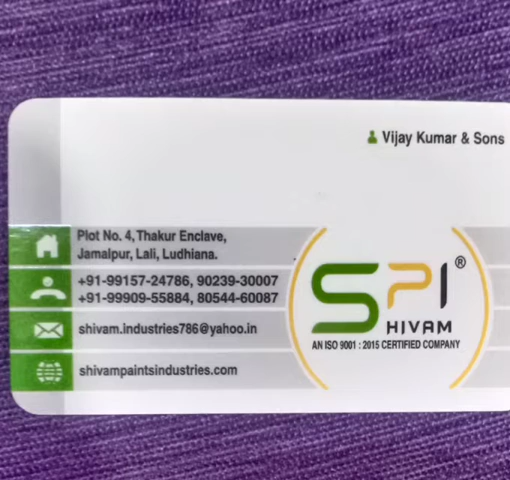 Vijay Kumar & Sons
Plot No. 4, Thakur Enclave,
Jamalpur, Lali, Ludhiana.
+91-99157-24786, 90239-30007
+91-99909-55884, 80544-60087
shivam.industries786@yahoo.in
shivampaintsindustries.com
SPI®
SHIVAM
AN ISO 9001 : 2015 CERTIFIED COMPANY